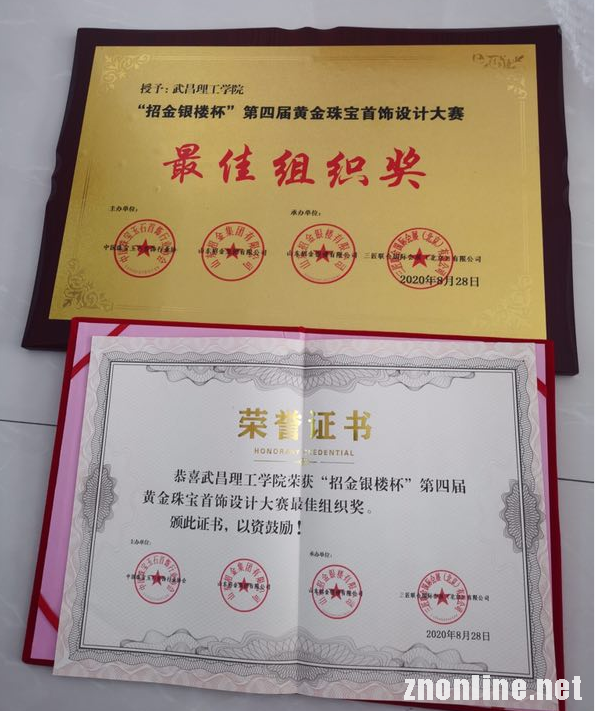 授予：武昌理工学院
“招金银楼杯”第四届黄金珠宝首饰设计大赛
最佳组织奖
主办单位： 承办单位：
2020年8月28日
荣誉证书
HONORARY CREDENTIAL
恭喜武昌理工学院荣获“招金银楼杯”第四届
黄金珠宝首饰设计大赛最佳组织奖。
颁此证书，以资鼓励！
主办单位： 承办单位：
2020年8月28日
znonline.net